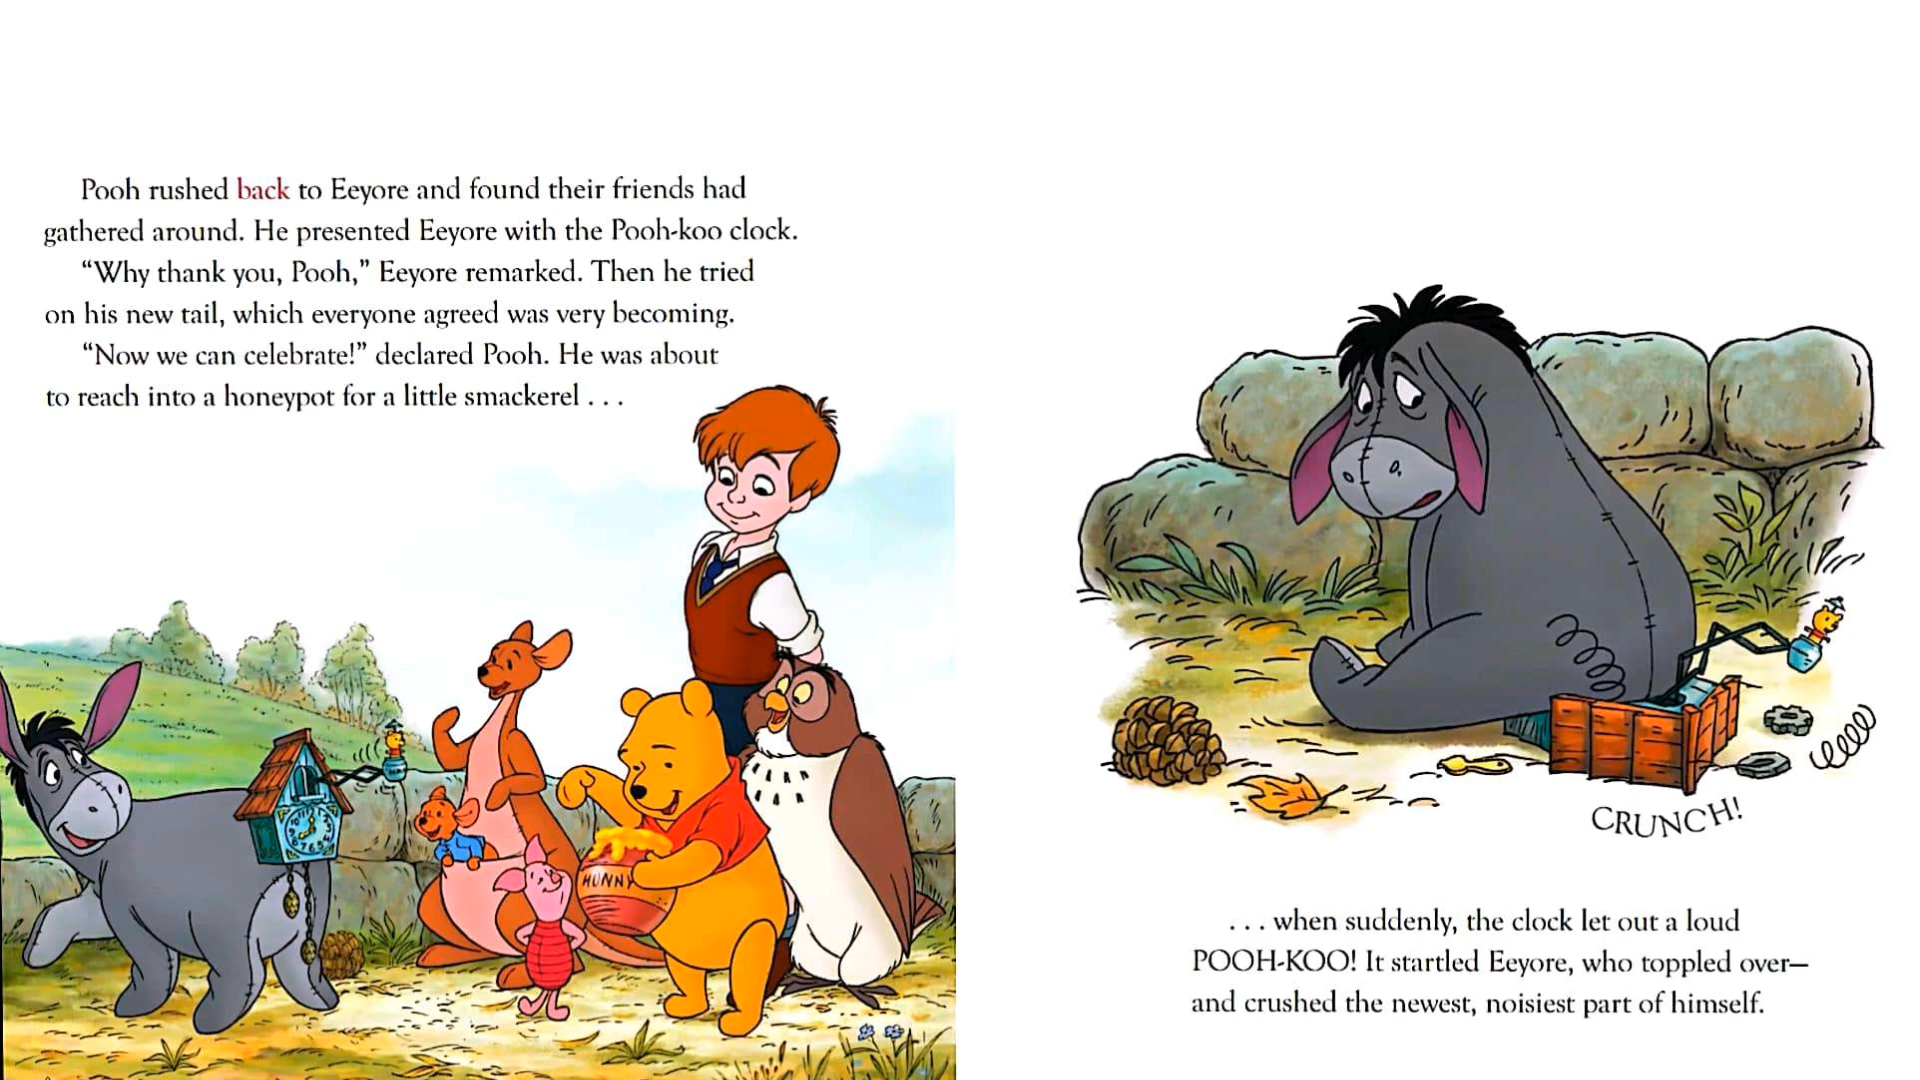 Pooh rushed back to Eeyore and found their friends had
gathered around. He presented Eeyore with the Pooh-koo clock.
“Why thank you, Pooh,” Eeyore remarked. Then he tried
on his new tail, which everyone agreed was very becoming.
“Now we can celebrate!” declared Pooh. He was about
to reach into a honeypot for a little smackerel . . .
HUNNY
CRUNCH!
. . . when suddenly, the clock let out a loud
POOH-KOO! It startled Eeyore, who toppled over—
and crushed the newest, noisiest part of himself.